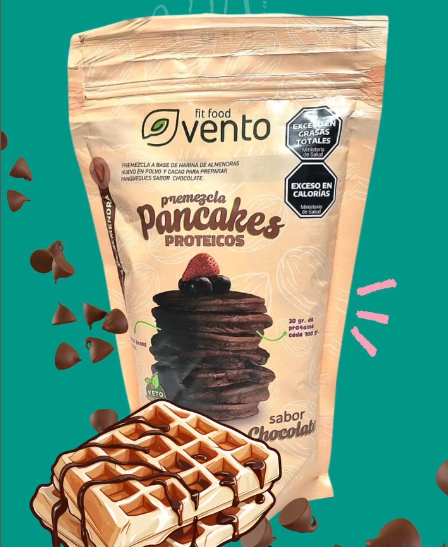 fit food
vento
EXCESO EN
GRASAS
TOTALES
Ministerio
de Salud
EXCESO EN
CALORÍAS
Ministerio
de Salud
PREMEZCLA A BASE DE HARINA DE ALMENDRAS
HUEVO EN POLVO Y CACAO PARA PREPARAR
PANQUEQUES SABOR CHOCOLATE.
premezcla
Pancakes
PROTEICOS
30 gr. de
proteína
cada 100 gr.
KETO
sabor
Chocolate